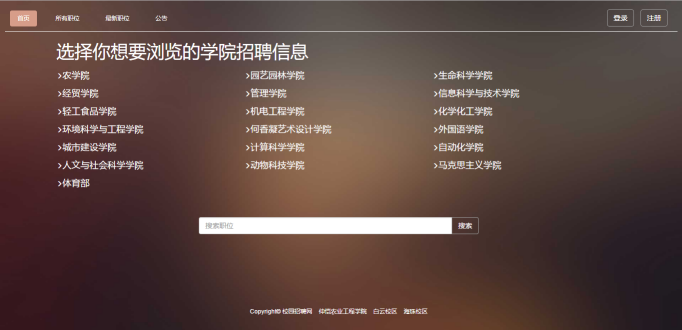 首页 所有职位 最新职位 公告 登录 注册
选择你想要浏览的学院招聘信息
>农学院 >园艺园林学院 >生命科学学院
>经贸学院 >管理学院 >信息科学与技术学院
>轻工食品学院 >机电工程学院 >化学化工学院
>环境科学与工程学院 >何香凝艺术设计学院 >外国语学院
>城市建设学院 >计算科学学院 >自动化学院
>人文与社会科学学院 >动物科技学院 >马克思主义学院
>体育部
搜索职位 搜索
Copyright© 校园招聘网 仲恺农业工程学院 白云校区 海珠校区